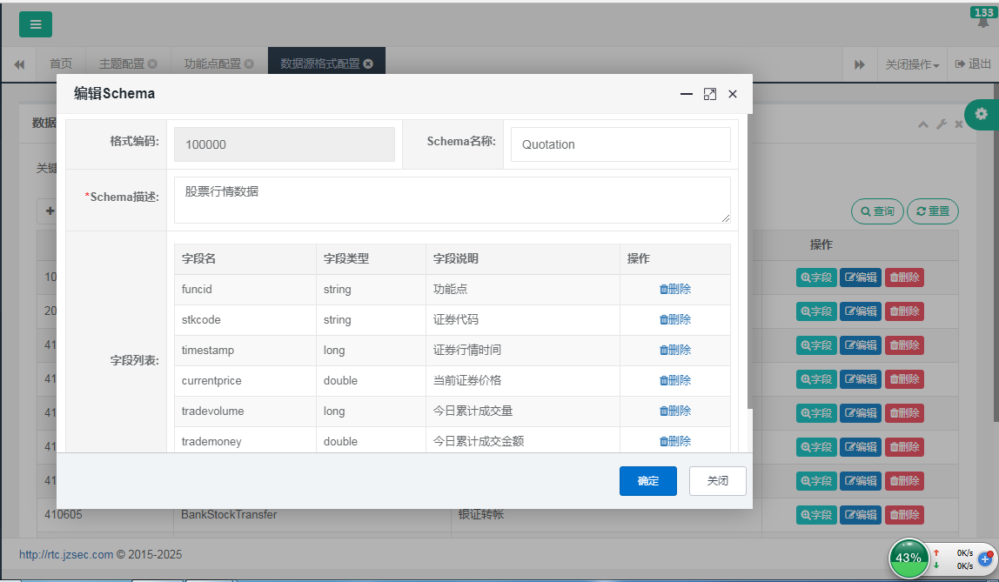 133
首页
主题配置
功能点配置
数据源格式配置
关闭操作
退出
编辑Schema
数据
格式编码:
100000
Schema名称:
Quotation
关键
*Schema描述:
股票行情数据
查询
重置
字段列表:
字段名 字段类型 字段说明 操作
操作
funcid string 功能点 删除
10 字段 编辑 删除
stkcode string 证券代码 删除
20 字段 编辑 删除
timestamp long 证券行情时间 删除
41 字段 编辑 删除
currentprice double 当前证券价格 删除
41 字段 编辑 删除
tradevolume long 今日累计成交量 删除
41 字段 编辑 删除
trademoney double 今日累计成交金额 删除
41 字段 编辑 删除
确定
关闭
41 字段 编辑 删除
410605 BankStockTransfer 银证转帐 字段 编辑 删除
http://rtc.jzsec.com © 2015-2025
43%
0K/s
0K/s